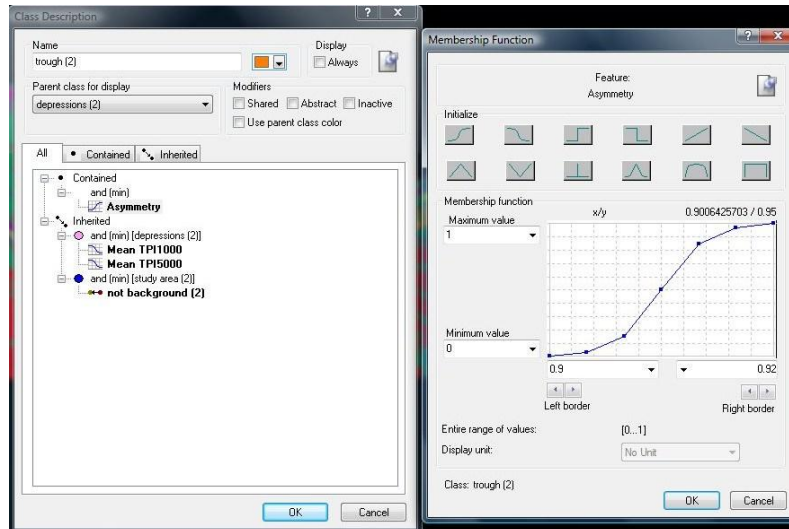 Class Description
Name
trough (2)
Display
Always
Parent class for display
depressions (2)
Modifiers
Shared Abstract Inactive
Use parent class color
All Contained Inherited
Contained
and (min)
Asymmetry
Inherited
and (min) [depressions (2)]
Mean TPI1000
Mean TPI5000
and (min) [study area (2)]
not background (2)
OK Cancel
Membership Function
Feature:
Asymmetry
Initialize
Membership function
Maximum value
x/y 0.9006425703 / 0.95
1
Minimum value
0
0.9 0.92
Left border Right border
Entire range of values: [0...1]
Display unit: No Unit
Class: trough (2)
OK Cancel